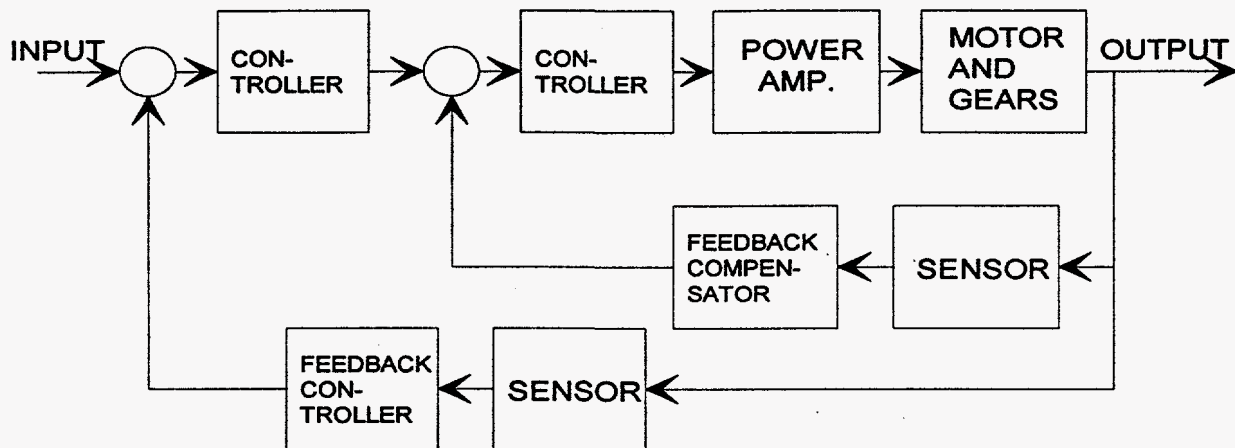 INPUT
CON-
TROLLER
CON-
TROLLER
POWER
AMP.
MOTOR
AND
GEARS
OUTPUT
FEEDBACK
COMPEN-
SATOR
SENSOR
FEEDBACK
CON-
TROLLER
SENSOR